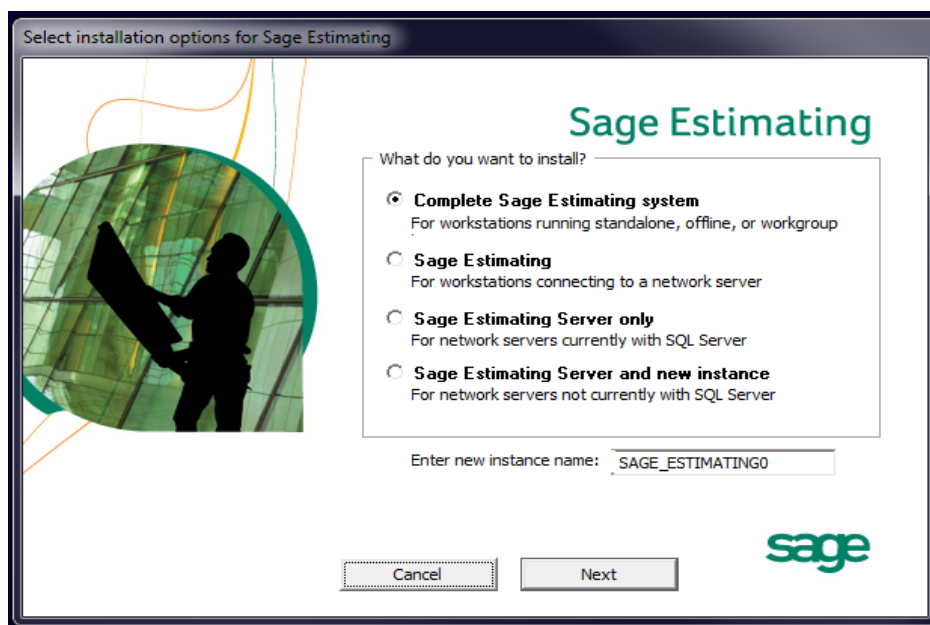 Select installation options for Sage Estimating
Sage Estimating
What do you want to install?
Complete Sage Estimating system
For workstations running standalone, offline, or workgroup
Sage Estimating
For workstations connecting to a network server
Sage Estimating Server only
For network servers currently with SQL Server
Sage Estimating Server and new instance
For network servers not currently with SQL Server
Enter new instance name: SAGE_ESTIMATING0
sage
Cancel Next